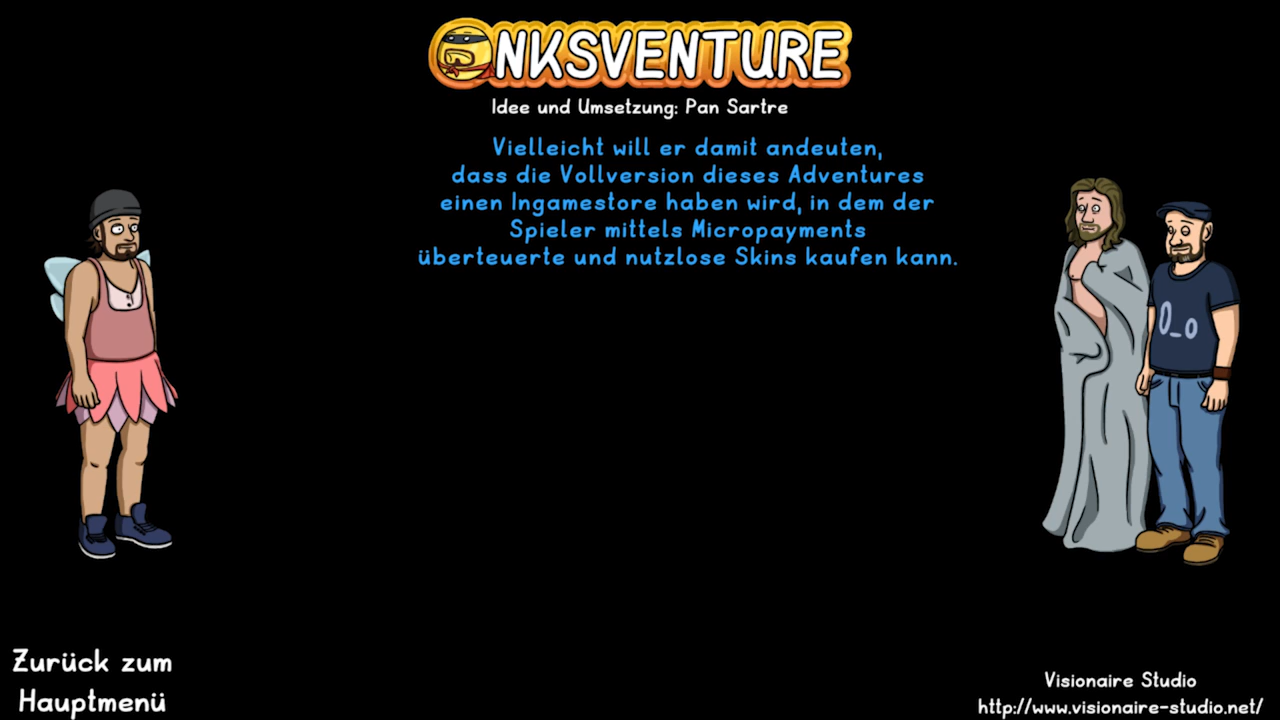 ONKSVENTURE
Idee und Umsetzung: Pan Sartre
Vielleicht will er damit andeuten,
dass die Vollversion dieses Adventures
einen Ingamestore haben wird, in dem der
Spieler mittels Micropayments
überteuerte und nutzlose Skins kaufen kann.
O_o
Zurück zum
Hauptmenü
Visionaire Studio
http://www.visionaire-studio.net/